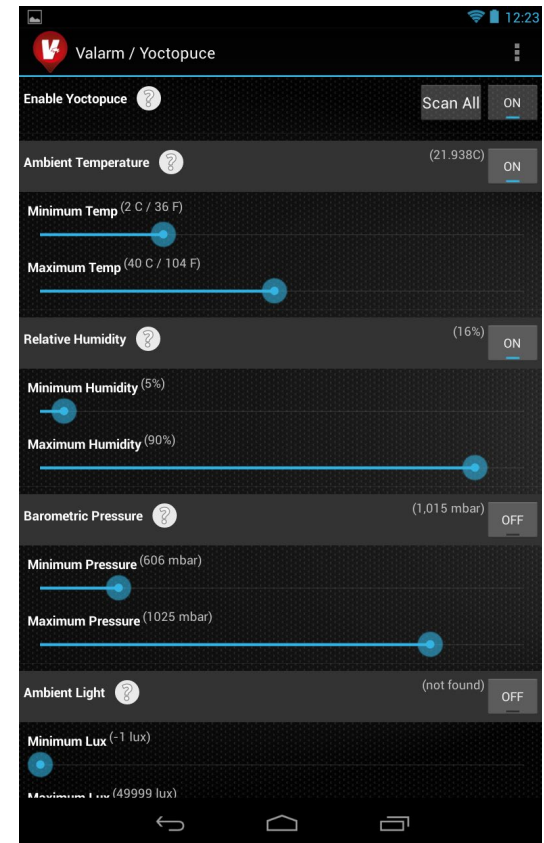 12:23
Valarm / Yoctopuce
Enable Yoctopuce ? Scan All ON
Ambient Temperature ? (21.938C) ON
Minimum Temp (2 C / 36 F)
Maximum Temp (40 C / 104 F)
Relative Humidity ? (16%) ON
Minimum Humidity (5%)
Maximum Humidity (90%)
Barometric Pressure ? (1,015 mbar) OFF
Minimum Pressure (606 mbar)
Maximum Pressure (1025 mbar)
Ambient Light ? (not found) OFF
Minimum Lux (-1 lux)
Maximum Lux (49999 lux)